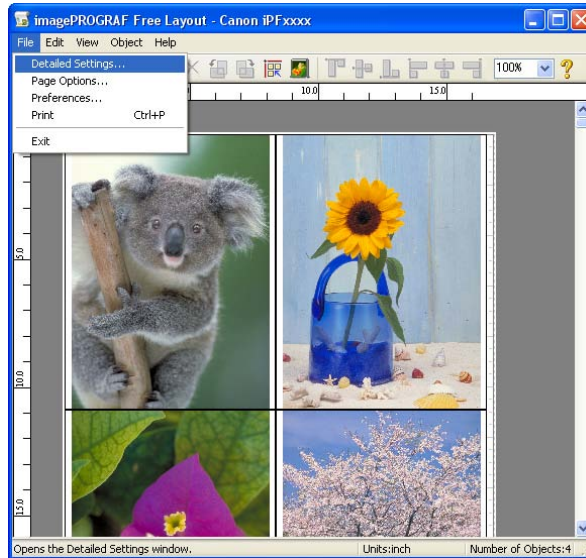 imagePROGRAF Free Layout - Canon iPFxxxx
File Edit View Object Help
Detailed Settings...
Page Options...
Preferences...
Print Ctrl+P
Exit
100%
10.0 15.0
5.0
10.0
15.0
Opens the Detailed Settings window. Units:inch Number of Objects:4